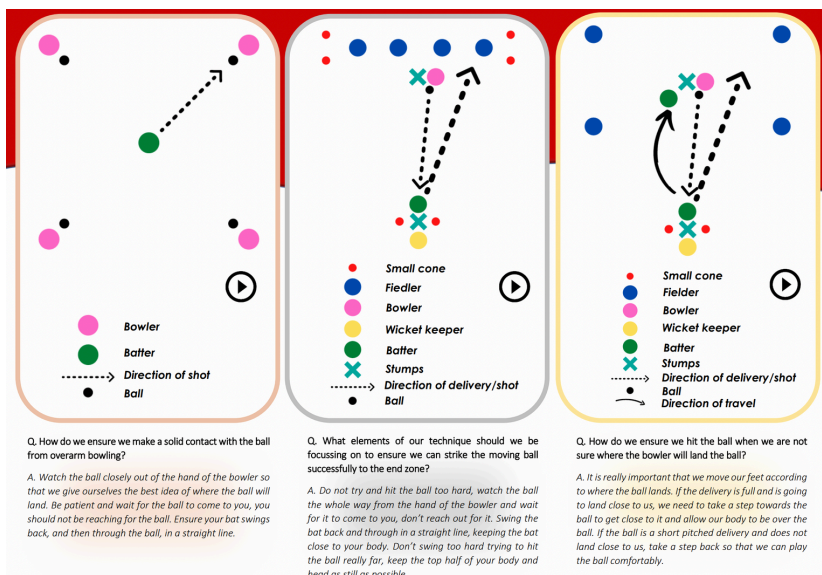 Bowler
Batter
Direction of shot
Ball
Q. How do we ensure we make a solid contact with the ball
from overarm bowling?
A. Watch the ball closely out of the hand of the bowler so
that we give ourselves the best idea of where the ball will
land. Be patient and wait for the ball to come to you, you
should not be reaching for the ball. Ensure your bat swings
back, and then through the ball, in a straight line.
Small cone
Fiedler
Bowler
Wicket keeper
Batter
Stumps
Direction of delivery/shot
Ball
Q. What elements of our technique should we be
focussing on to ensure we can strike the moving ball
successfully to the end zone?
A. Do not try and hit the ball too hard, watch the ball
the whole way from the hand of the bowler and wait
for it to come to you, don't reach out for it. Swing the
bat back and through in a straight line, keeping the bat
close to your body. Don't swing too hard trying to hit
the ball really far, keep the top half of your body and
head as still as possible.
Small cone
Fielder
Bowler
Wicket keeper
Batter
Stumps
Direction of delivery/shot
Ball
Direction of travel
Q. How do we ensure we hit the ball when we are not
sure where the bowler will land the ball?
A. It is really important that we move our feet according
to where the ball lands. If the delivery is full and is going
to land close to us, we need to take a step towards the
ball to get close to it and allow our body to be over the
ball. If the ball is a short pitched delivery and does not
land close to us, take a step back so that we can play
the ball comfortably.